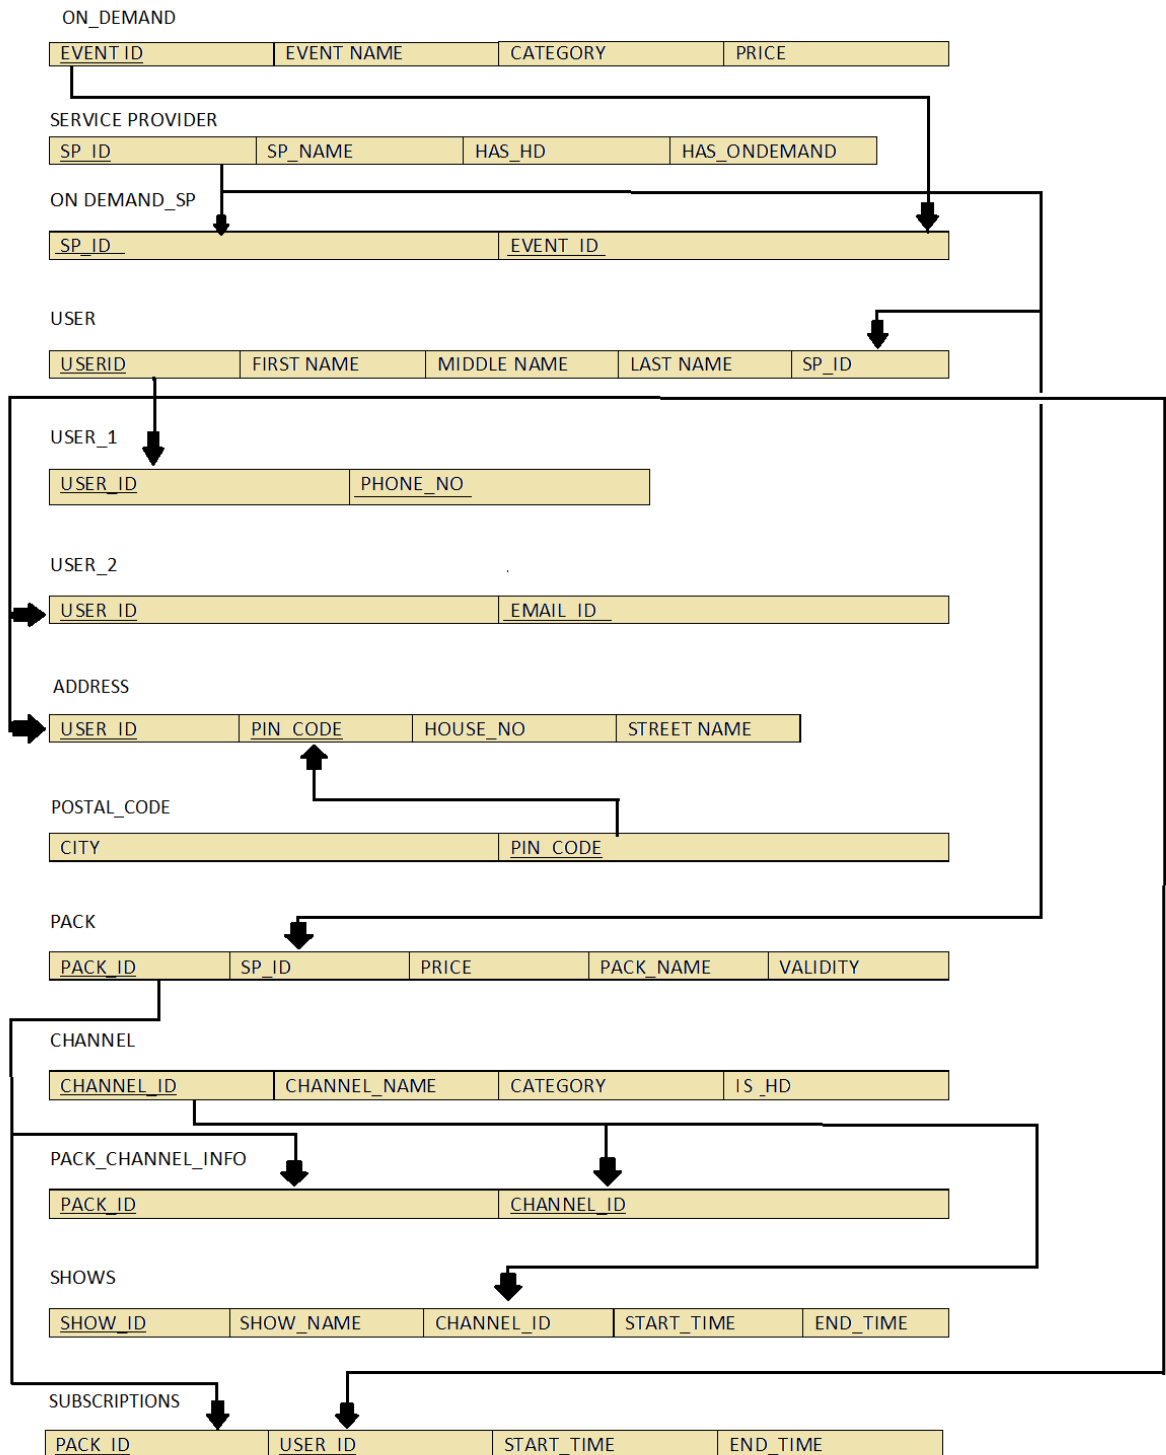 ON_DEMAND
EVENT ID EVENT NAME CATEGORY PRICE
SERVICE PROVIDER
SP_ID SP_NAME HAS_HD HAS_ONDEMAND
ON DEMAND_SP
SP_ID EVENT_ID
USER
USERID FIRST NAME MIDDLE NAME LAST NAME SP_ID
USER_1
USER_ID PHONE_NO
USER_2
USER_ID EMAIL_ID
ADDRESS
USER_ID PIN_CODE HOUSE_NO STREET NAME
POSTAL_CODE
CITY PIN_CODE
PACK
PACK_ID SP_ID PRICE PACK_NAME VALIDITY
CHANNEL
CHANNEL_ID CHANNEL_NAME CATEGORY IS_HD
PACK_CHANNEL_INFO
PACK_ID CHANNEL_ID
SHOWS
SHOW_ID SHOW_NAME CHANNEL_ID START_TIME END_TIME
SUBSCRIPTIONS
PACK_ID USER_ID START_TIME END_TIME